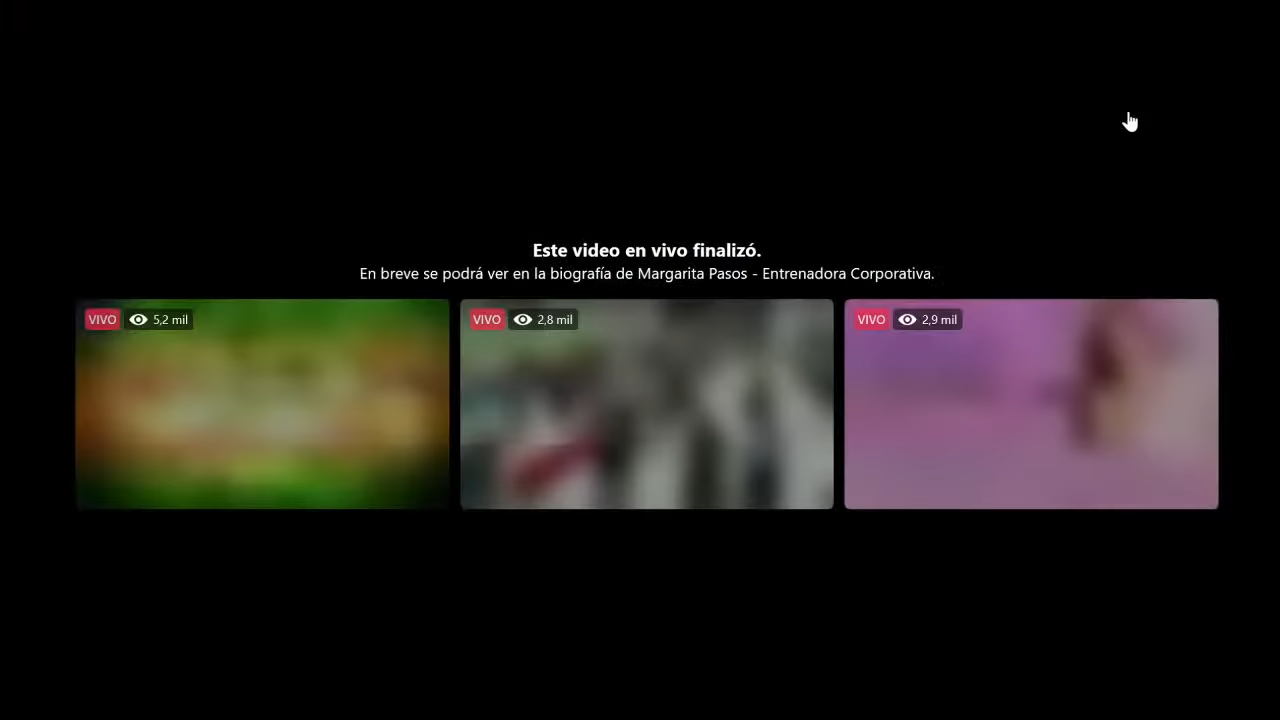 Este video en vivo finalizó.
En breve se podrá ver en la biografía de Margarita Pasos - Entrenadora Corporativa.
VIVO 5,2 mil
VIVO 2,8 mil
VIVO 2,9 mil